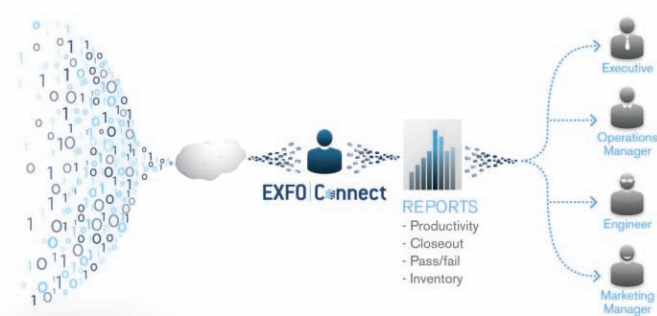 EXFO Connect
REPORTS
- Productivity
- Closeout
- Pass/fail
- Inventory
Executive
Operations
Manager
Engineer
Marketing
Manager